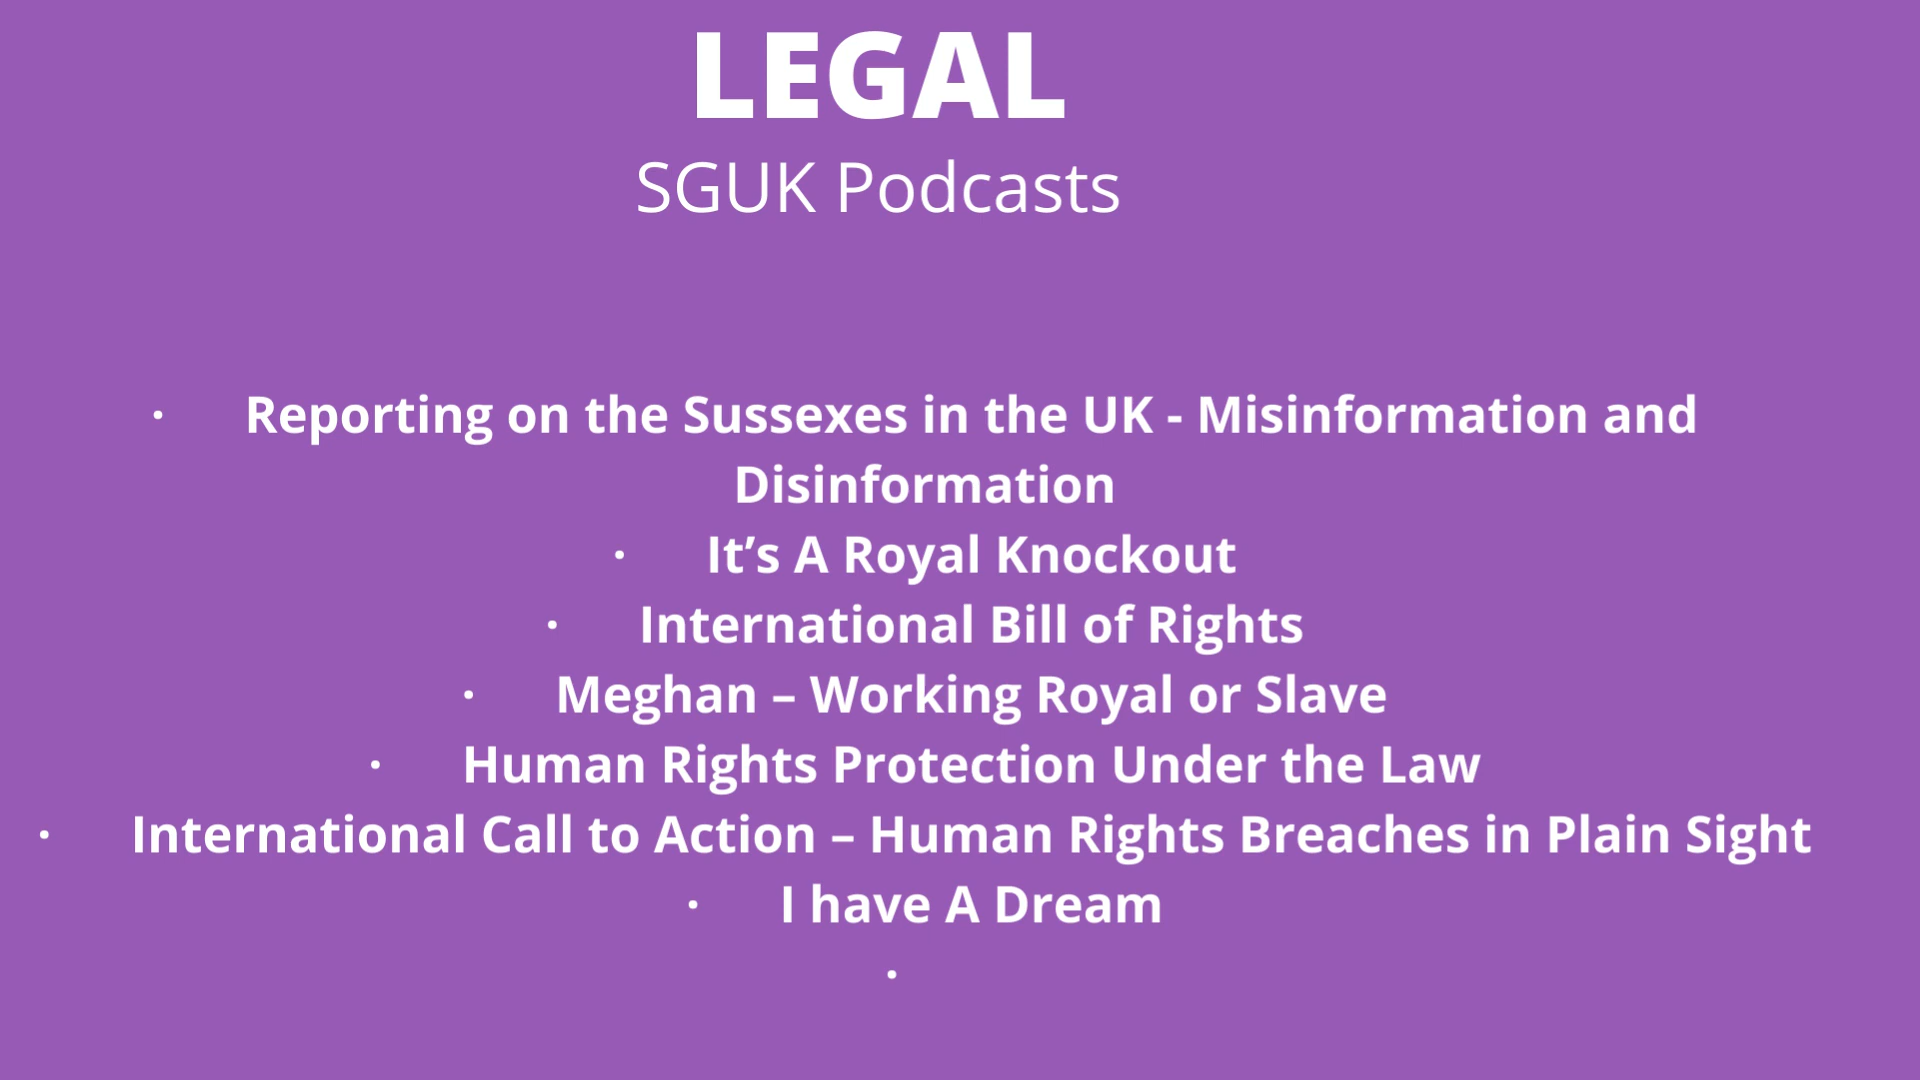 LEGAL
SGUK Podcasts
· Reporting on the Sussexes in the UK - Misinformation and
Disinformation
· It’s A Royal Knockout
· International Bill of Rights
· Meghan – Working Royal or Slave
· Human Rights Protection Under the Law
· International Call to Action – Human Rights Breaches in Plain Sight
· I have A Dream
·